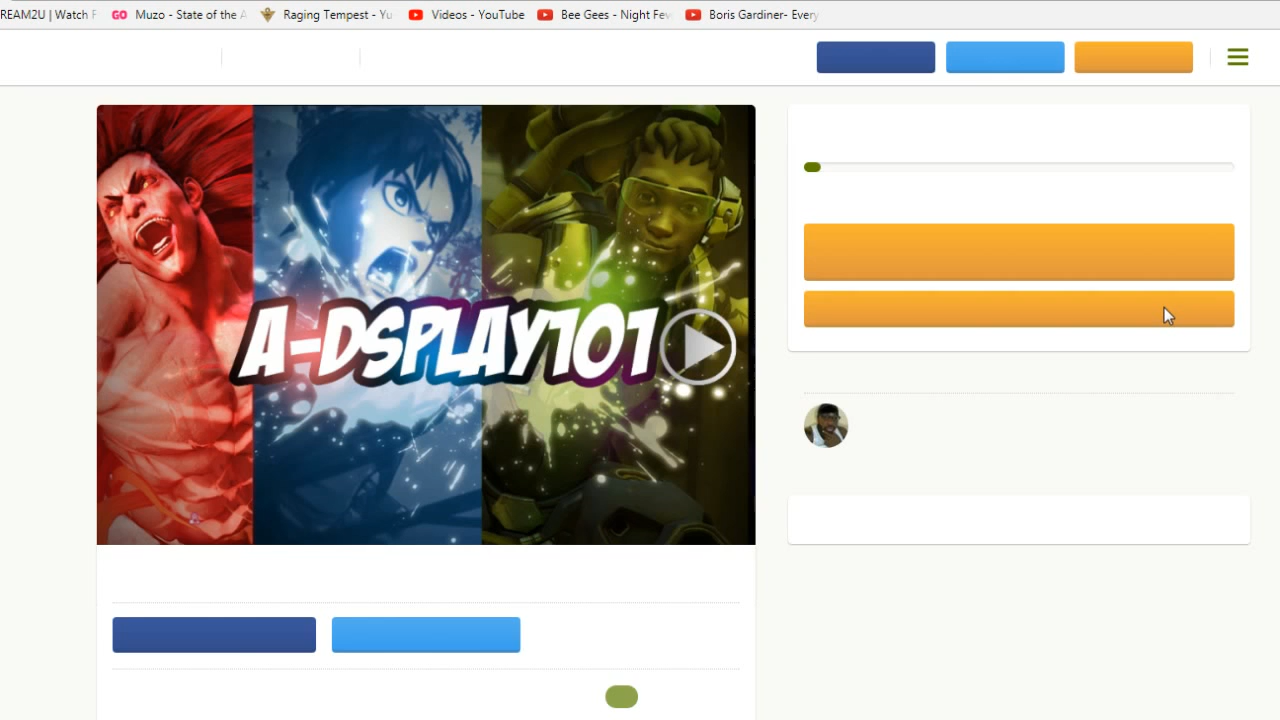 REAM2U | Watch F
GO Muzo - State of the A
Raging Tempest - Yu
Videos - YouTube
Bee Gees - Night Fev
Boris Gardiner- Every
A-DSPLAY101